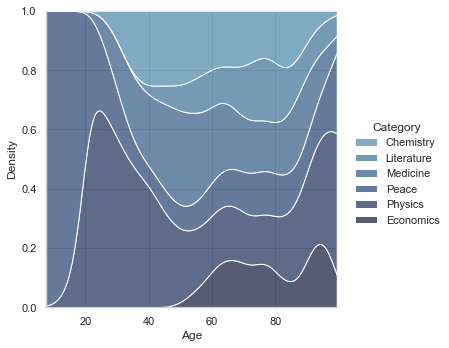 1.0
0.8
0.6
0.4
0.2
0.0
Density
20 40 60 80
Age
Category
Chemistry
Literature
Medicine
Peace
Physics
Economics